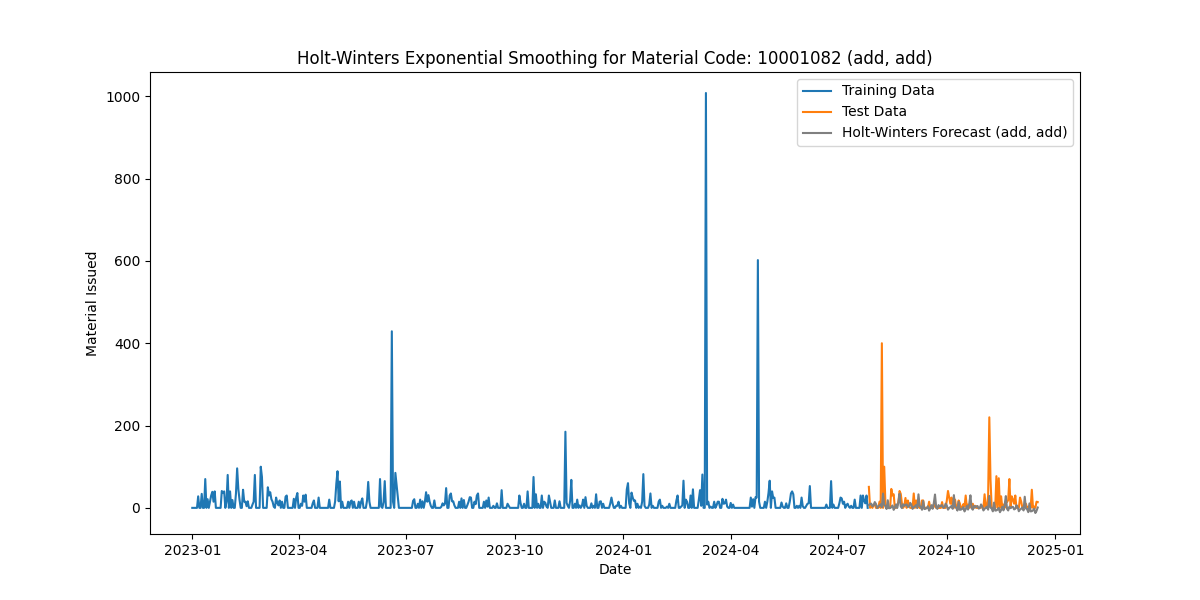 Holt-Winters Exponential Smoothing for Material Code: 10001082 (add, add)
Training Data
Test Data
Holt-Winters Forecast (add, add)
Material Issued
1000
800
600
400
200
0
2023-01 2023-04 2023-07 2023-10 2024-01 2024-04 2024-07 2024-10 2025-01
Date